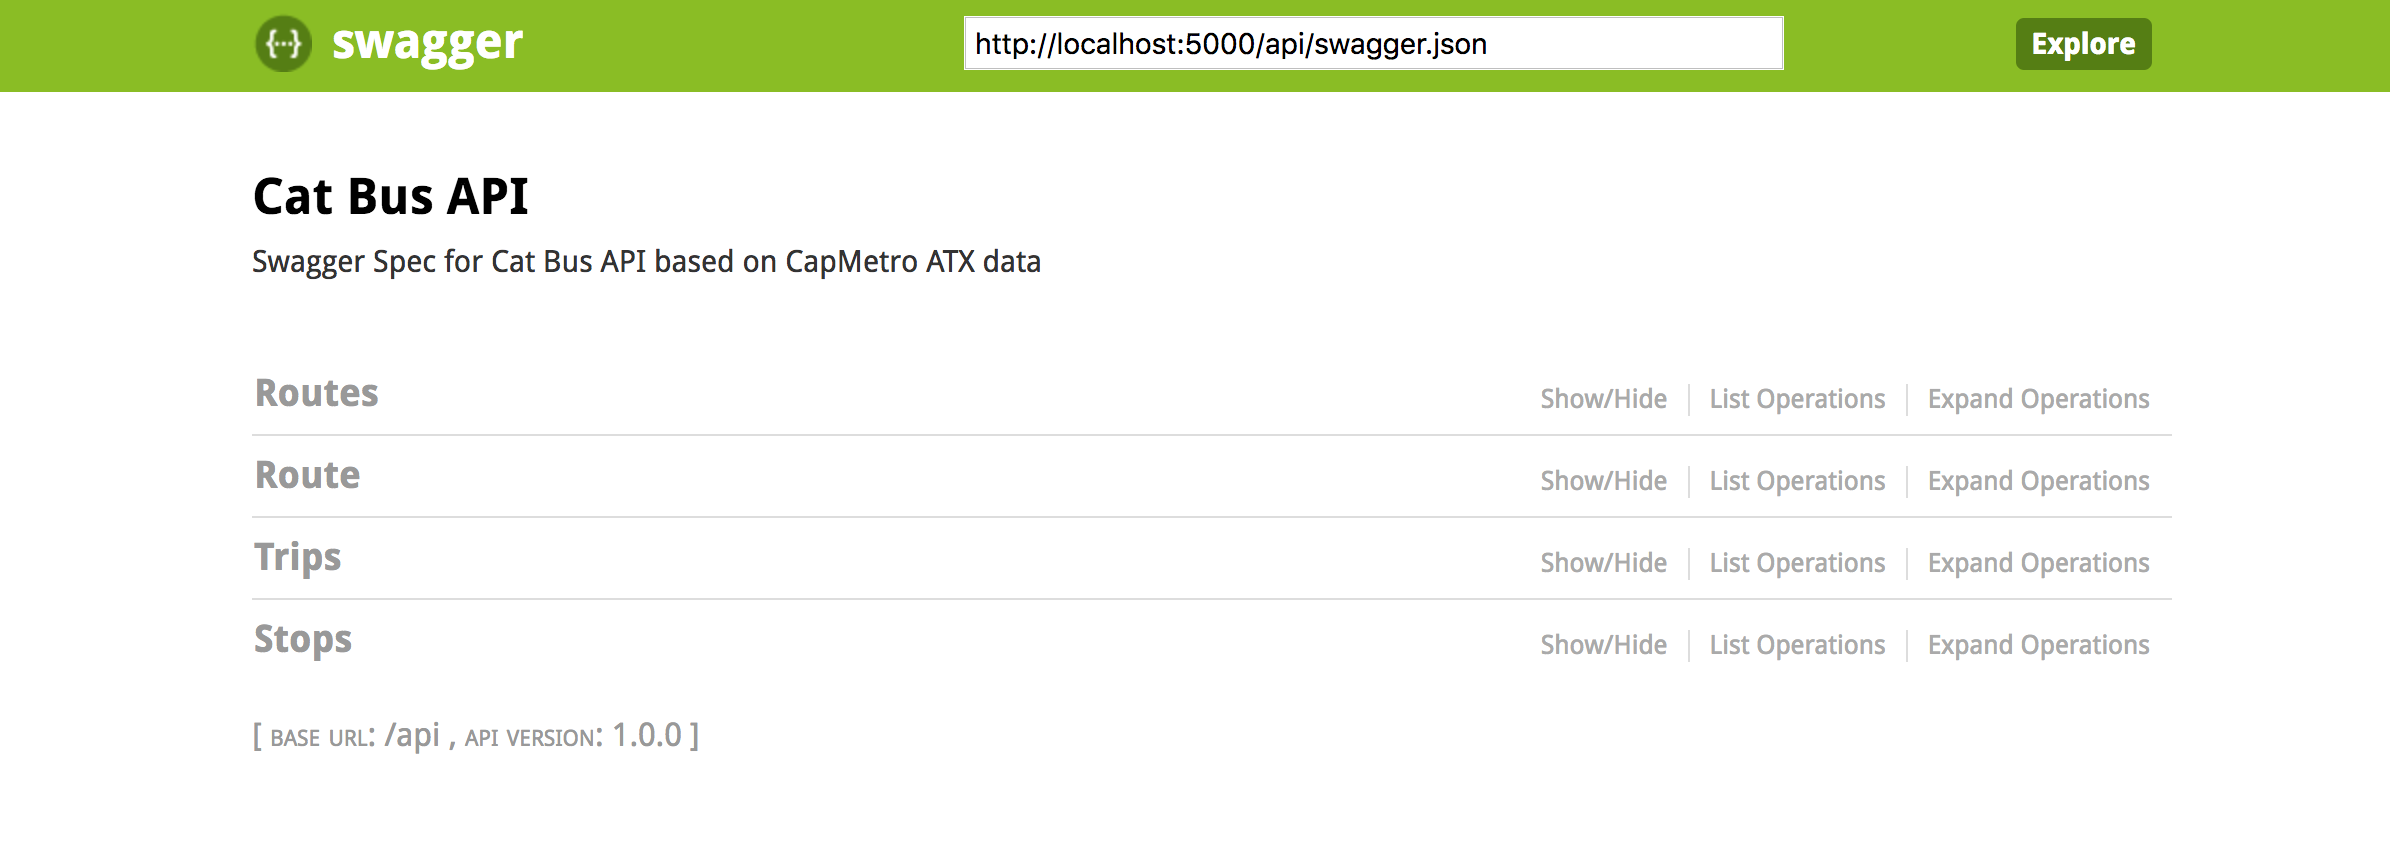 {···} swagger http://localhost:5000/api/swagger.json Explore
Cat Bus API
Swagger Spec for Cat Bus API based on CapMetro ATX data
Routes Show/Hide List Operations Expand Operations
Route Show/Hide List Operations Expand Operations
Trips Show/Hide List Operations Expand Operations
Stops Show/Hide List Operations Expand Operations
[ BASE URL: /api , API VERSION: 1.0.0 ]